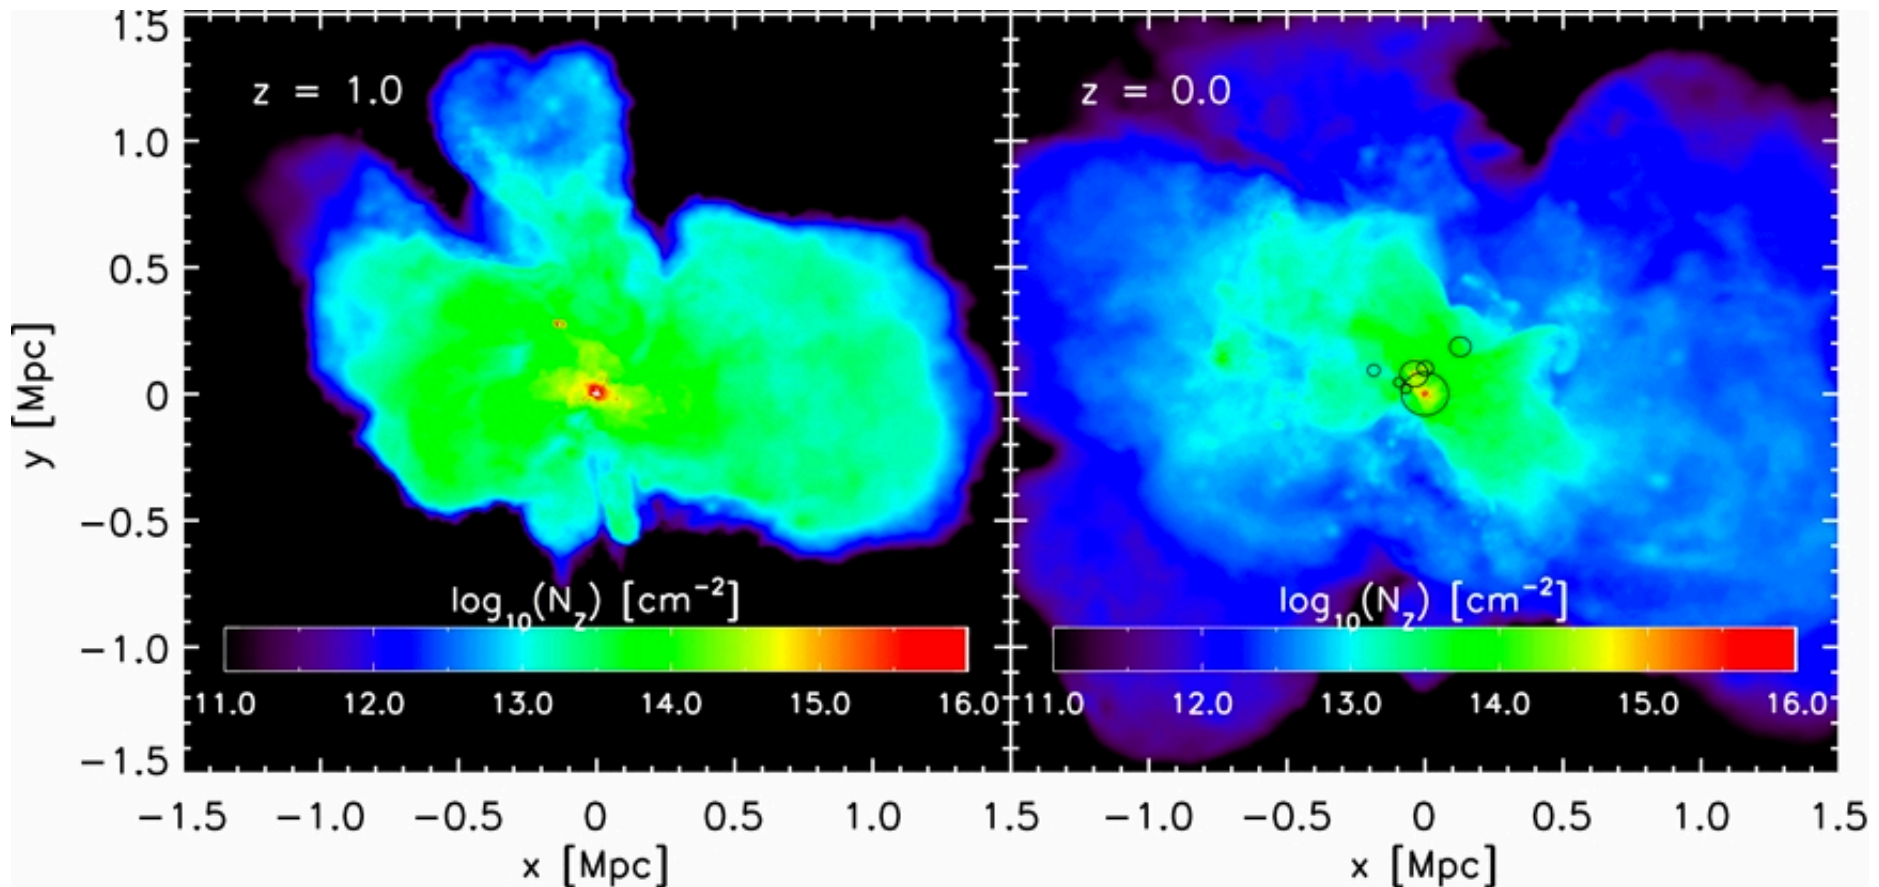 1.5
z = 1.0
z = 0.0
1.0
0.5
y [Mpc]
0
−0.5
log₁₀(N_z) [cm⁻²]
log₁₀(N_z) [cm⁻²]
−1.0
11.0 12.0 13.0 14.0 15.0 16.0
11.0 12.0 13.0 14.0 15.0 16.0
−1.5
−1.5 −1.0 −0.5 0 0.5 1.0 1.5 −1.0 −0.5 0 0.5 1.0 1.5
x [Mpc]
x [Mpc]